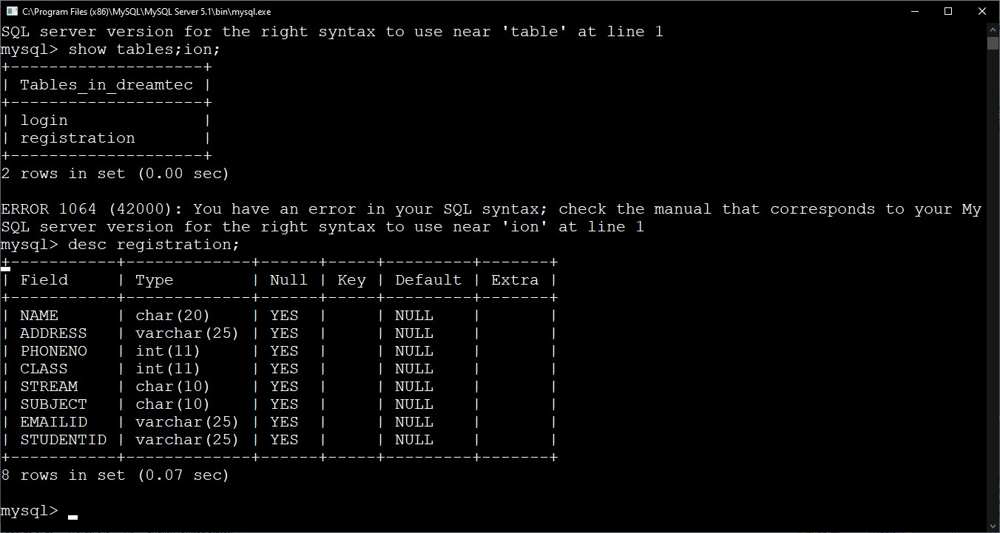 C:\Program Files (x86)\MySQL\MySQL Server 5.1\bin\mysql.exe
SQL server version for the right syntax to use near 'table' at line 1
mysql> show tables;ion;
+--------------------+
| Tables_in_dreamtec |
+--------------------+
| login              |
| registration       |
+--------------------+
2 rows in set (0.00 sec)

ERROR 1064 (42000): You have an error in your SQL syntax; check the manual that corresponds to your My
SQL server version for the right syntax to use near 'ion' at line 1
mysql> desc registration;
+-----------+-------------+------+-----+---------+-------+
| Field     | Type        | Null | Key | Default | Extra |
+-----------+-------------+------+-----+---------+-------+
| NAME      | char(20)    | YES  |     | NULL    |       |
| ADDRESS   | varchar(25) | YES  |     | NULL    |       |
| PHONENO   | int(11)     | YES  |     | NULL    |       |
| CLASS     | int(11)     | YES  |     | NULL    |       |
| STREAM    | char(10)    | YES  |     | NULL    |       |
| SUBJECT   | char(10)    | YES  |     | NULL    |       |
| EMAILID   | varchar(25) | YES  |     | NULL    |       |
| STUDENTID | varchar(25) | YES  |     | NULL    |       |
+-----------+-------------+------+-----+---------+-------+
8 rows in set (0.07 sec)

mysql>